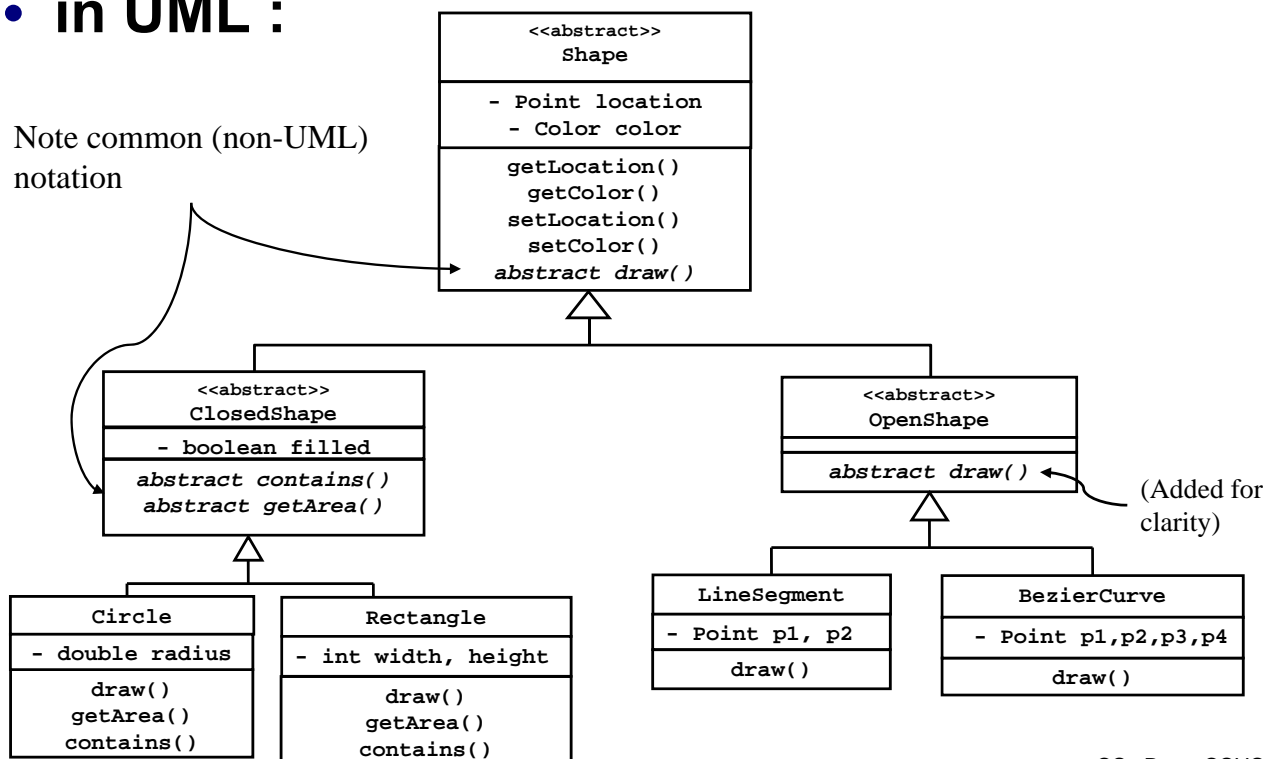 • in UML :
<<abstract>>
Shape
- Point location
- Color color
getLocation()
getColor()
setLocation()
setColor()
abstract draw()
Note common (non-UML)
notation
<<abstract>>
ClosedShape
- boolean filled
abstract contains()
abstract getArea()
<<abstract>>
OpenShape
abstract draw()
(Added for
clarity)
Circle
- double radius
draw()
getArea()
contains()
Rectangle
- int width, height
draw()
getArea()
contains()
LineSegment
- Point p1, p2
draw()
BezierCurve
- Point p1,p2,p3,p4
draw()